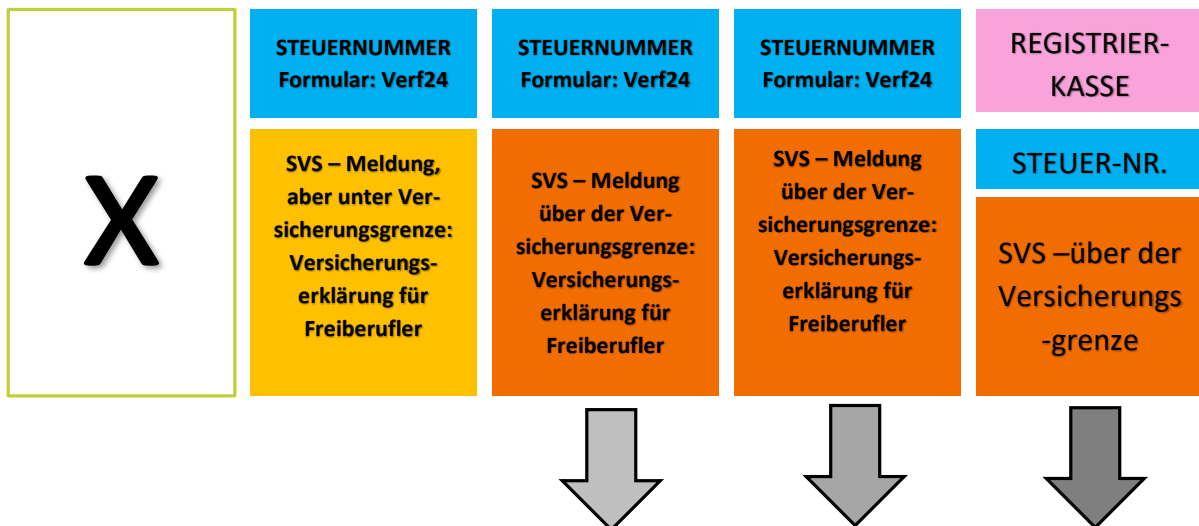 X
STEUERNUMMER
Formular: Verf24
SVS – Meldung,
aber unter Ver-
sicherungsgrenze:
Versicherungs-
erklärung für
Freiberufler
STEUERNUMMER
Formular: Verf24
SVS – Meldung
über der Ver-
sicherungsgrenze:
Versicherungs-
erklärung für
Freiberufler
STEUERNUMMER
Formular: Verf24
SVS – Meldung
über der Ver-
sicherungsgrenze:
Versicherungs-
erklärung für
Freiberufler
REGISTRIER-
KASSE
STEUER-NR.
SVS –über der
Versicherungs
-grenze